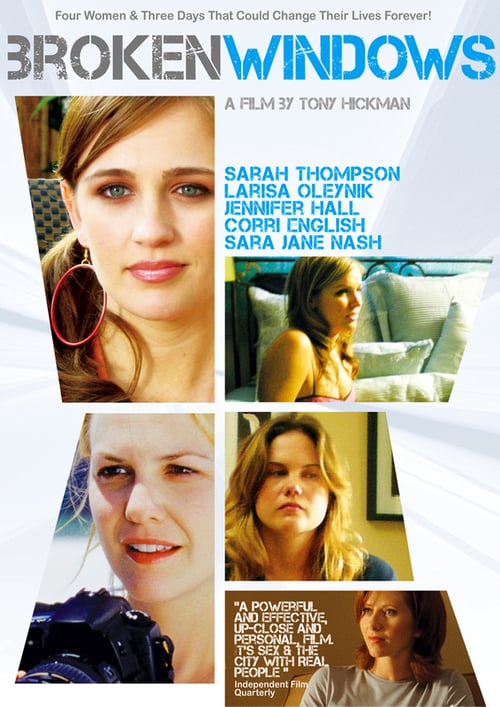 Four Women & Three Days That Could Change Their Lives Forever!
BROKENWINDOWS
A FILM BY TONY HICKMAN
SARAH THOMPSON
LARISA OLEYNIK
JENNIFER HALL
CORRI ENGLISH
SARA JANE NASH
"A POWERFUL
AND EFFECTIVE,
UP-CLOSE AND
PERSONAL, FILM.
IT'S SEX & THE
CITY WITH REAL
PEOPLE"
Independent Film
Quarterly